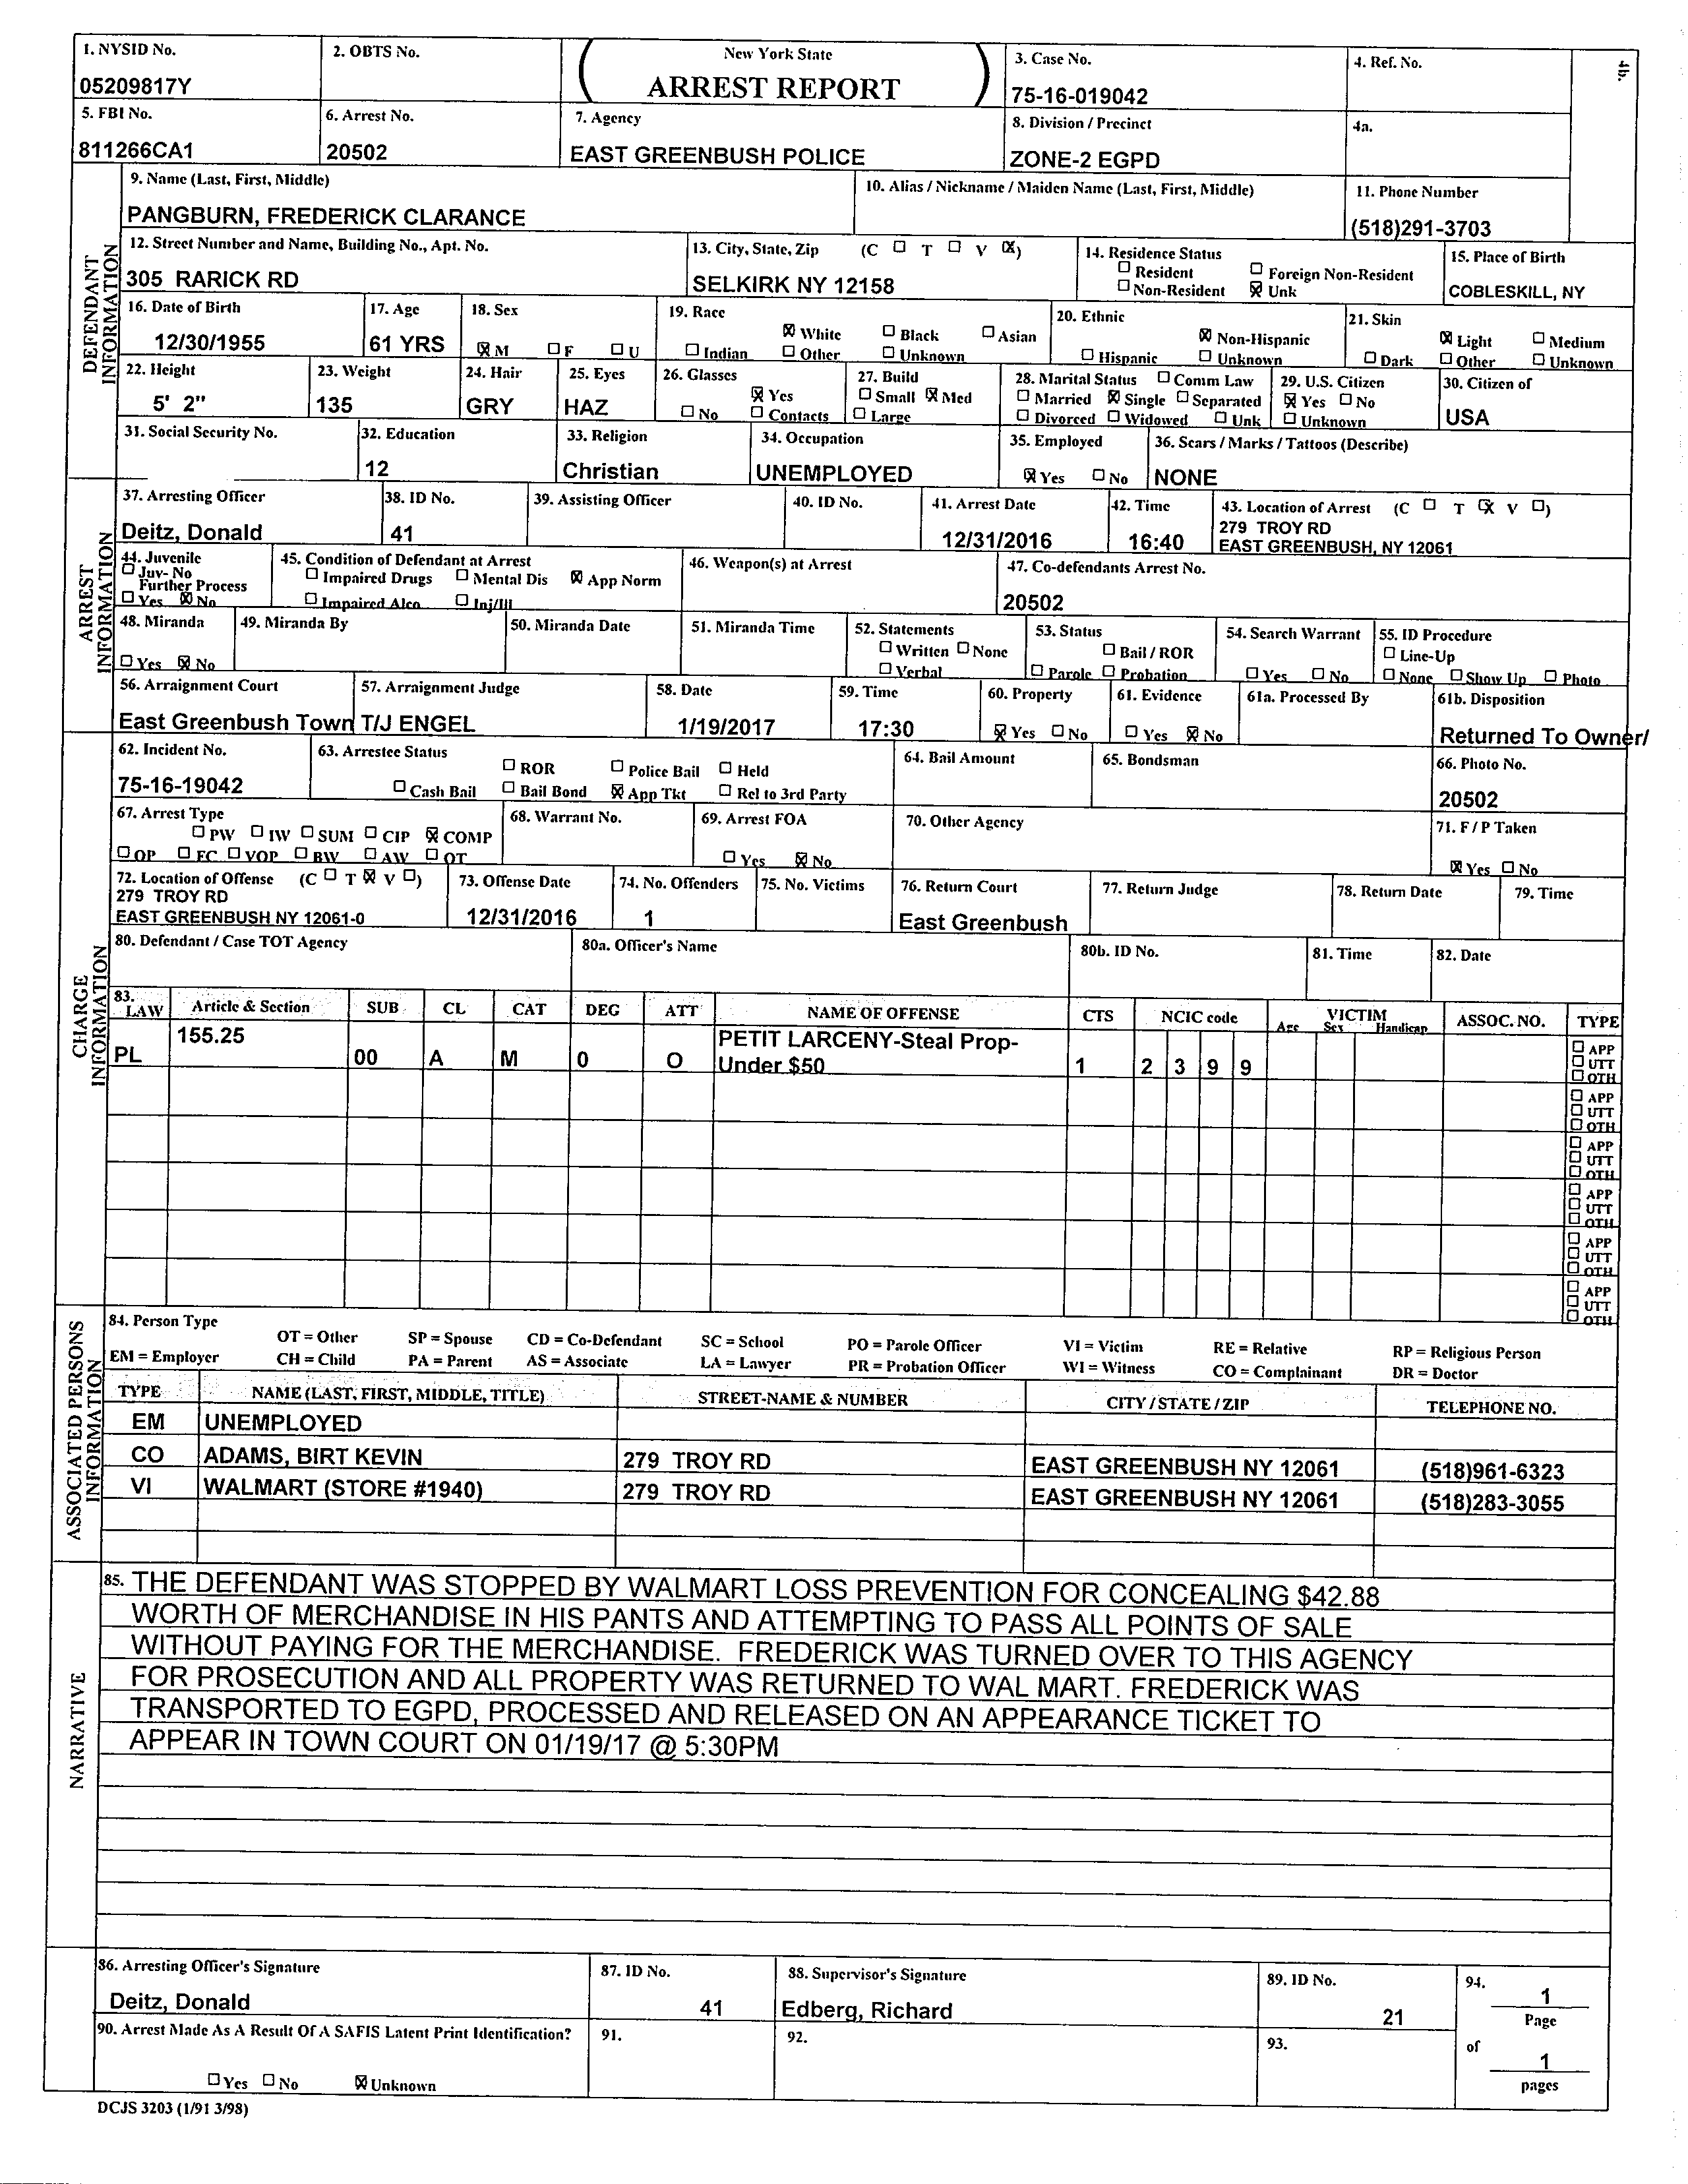 1. NYSID No. 2. OBTS No. New York State 3. Case No. 4. Ref. No. 4b.
05209817Y ARREST REPORT 75-16-019042
5. FBI No. 6. Arrest No. 7. Agency 8. Division / Precinct 4a.
811266CA1 20502 EAST GREENBUSH POLICE ZONE-2 EGPD
DEFENDANT INFORMATION
9. Name (Last, First, Middle) 10. Alias / Nickname / Maiden Name (Last, First, Middle) 11. Phone Number
PANGBURN, FREDERICK CLARANCE (518)291-3703
12. Street Number and Name, Building No., Apt. No. 13. City, State, Zip (C ☐ T ☐ V ☒) 14. Residence Status 15. Place of Birth
☐ Resident ☐ Foreign Non-Resident
305 RARICK RD SELKIRK NY 12158 ☐ Non-Resident ☒ Unk COBLESKILL, NY
16. Date of Birth 17. Age 18. Sex 19. Race 20. Ethnic 21. Skin
☒ White ☐ Black ☐ Asian ☒ Non-Hispanic ☒ Light ☐ Medium
12/30/1955 61 YRS ☒ M ☐ F ☐ U ☐ Indian ☐ Other ☐ Unknown ☐ Hispanic ☐ Unknown ☐ Dark ☐ Other ☐ Unknown
22. Height 23. Weight 24. Hair 25. Eyes 26. Glasses 27. Build 28. Marital Status ☐ Comm Law 29. U.S. Citizen 30. Citizen of
☒ Yes ☐ Small ☒ Med ☐ Married ☒ Single ☐ Separated ☒ Yes ☐ No
5' 2" 135 GRY HAZ ☐ No ☐ Contacts ☐ Large ☐ Divorced ☐ Widowed ☐ Unk ☐ Unknown USA
31. Social Security No. 32. Education 33. Religion 34. Occupation 35. Employed 36. Scars / Marks / Tattoos (Describe)
12 Christian UNEMPLOYED ☒ Yes ☐ No NONE
ARREST INFORMATION
37. Arresting Officer 38. ID No. 39. Assisting Officer 40. ID No. 41. Arrest Date 42. Time 43. Location of Arrest (C ☐ T ☒ V ☐)
279 TROY RD
Deitz, Donald 41 12/31/2016 16:40 EAST GREENBUSH, NY 12061
44. Juvenile 45. Condition of Defendant at Arrest 46. Weapon(s) at Arrest 47. Co-defendants Arrest No.
☐ Juv- No ☐ Impaired Drugs ☐ Mental Dis ☒ App Norm
Further Process
☐ Yes ☒ No ☐ Impaired Alco ☐ Inj/Ill 20502
48. Miranda 49. Miranda By 50. Miranda Date 51. Miranda Time 52. Statements 53. Status 54. Search Warrant 55. ID Procedure
☐ Written ☐ None ☐ Bail / ROR ☐ Line-Up
☐ Yes ☒ No ☐ Verbal ☐ Parole ☐ Probation ☐ Yes ☐ No ☐ None ☐ Show Up ☐ Photo
56. Arraignment Court 57. Arraignment Judge 58. Date 59. Time 60. Property 61. Evidence 61a. Processed By 61b. Disposition
East Greenbush Town T/J ENGEL 1/19/2017 17:30 ☒ Yes ☐ No ☐ Yes ☒ No Returned To Owner/
CHARGE INFORMATION
62. Incident No. 63. Arrestee Status 64. Bail Amount 65. Bondsman 66. Photo No.
☐ ROR ☐ Police Bail ☐ Held
75-16-19042 ☐ Cash Bail ☐ Bail Bond ☒ App Tkt ☐ Rel to 3rd Party 20502
67. Arrest Type 68. Warrant No. 69. Arrest FOA 70. Other Agency 71. F / P Taken
☐ PW ☐ IW ☐ SUM ☐ CIP ☒ COMP
☐ OP ☐ FC ☐ VOP ☐ BW ☐ AW ☐ OT ☐ Yes ☒ No ☒ Yes ☐ No
72. Location of Offense (C ☐ T ☒ V ☐) 73. Offense Date 74. No. Offenders 75. No. Victims 76. Return Court 77. Return Judge 78. Return Date 79. Time
279 TROY RD
EAST GREENBUSH NY 12061-0 12/31/2016 1 East Greenbush
80. Defendant / Case TOT Agency 80a. Officer's Name 80b. ID No. 81. Time 82. Date
83. LAW Article & Section SUB CL CAT DEG ATT NAME OF OFFENSE CTS NCIC code VICTIM Age Sex Handicap ASSOC. NO. TYPE
155.25 PETIT LARCENY-Steal Prop-
PL 00 A M 0 O Under $50 1 2 3 9 9
☐ APP
☐ UTT
☐ OTH
☐ APP
☐ UTT
☐ OTH
☐ APP
☐ UTT
☐ OTH
☐ APP
☐ UTT
☐ OTH
☐ APP
☐ UTT
☐ OTH
☐ APP
☐ UTT
☐ OTH
ASSOCIATED PERSONS INFORMATION
84. Person Type
OT = Other SP = Spouse CD = Co-Defendant SC = School PO = Parole Officer VI = Victim RE = Relative RP = Religious Person
EM = Employer CH = Child PA = Parent AS = Associate LA = Lawyer PR = Probation Officer WI = Witness CO = Complainant DR = Doctor
TYPE NAME (LAST, FIRST, MIDDLE, TITLE) STREET-NAME & NUMBER CITY / STATE / ZIP TELEPHONE NO.
EM UNEMPLOYED
CO ADAMS, BIRT KEVIN 279 TROY RD EAST GREENBUSH NY 12061 (518)961-6323
VI WALMART (STORE #1940) 279 TROY RD EAST GREENBUSH NY 12061 (518)283-3055
NARRATIVE
85. THE DEFENDANT WAS STOPPED BY WALMART LOSS PREVENTION FOR CONCEALING $42.88
WORTH OF MERCHANDISE IN HIS PANTS AND ATTEMPTING TO PASS ALL POINTS OF SALE
WITHOUT PAYING FOR THE MERCHANDISE. FREDERICK WAS TURNED OVER TO THIS AGENCY
FOR PROSECUTION AND ALL PROPERTY WAS RETURNED TO WAL MART. FREDERICK WAS
TRANSPORTED TO EGPD, PROCESSED AND RELEASED ON AN APPEARANCE TICKET TO
APPEAR IN TOWN COURT ON 01/19/17 @ 5:30PM
86. Arresting Officer's Signature 87. ID No. 88. Supervisor's Signature 89. ID No. 94.
Deitz, Donald 41 Edberg, Richard 21 1
Page
90. Arrest Made As A Result Of A SAFIS Latent Print Identification? 91. 92. 93. of
1
☐ Yes ☐ No ☒ Unknown pages
DCJS 3203 (1/91 3/98)